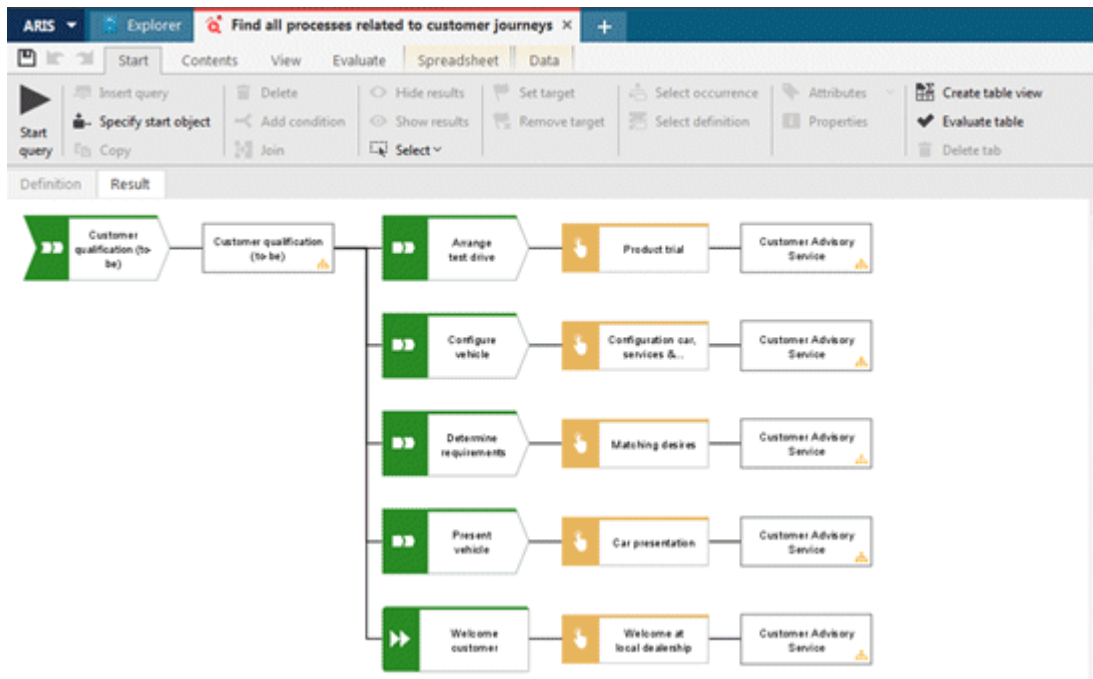 ARIS Explorer Find all processes related to customer journeys × +
Start Contents View Evaluate Spreadsheet Data
Insert query Delete Hide results Set target Select occurrence Attributes Create table view
Start query
Specify start object Add condition Show results Remove target Select definition Properties Evaluate table
Copy Join Select Delete tab
Definition Result
Customer
qualification (to-
be)
Customer qualification
(to-be)
Arrange
test drive
Product trial
Customer Advisory
Service
Configure
vehicle
Configuration car,
services &...
Customer Advisory
Service
Determine
requirements
Matching desires
Customer Advisory
Service
Present
vehicle
Car presentation
Customer Advisory
Service
Welcome
customer
Welcome at
local dealership
Customer Advisory
Service